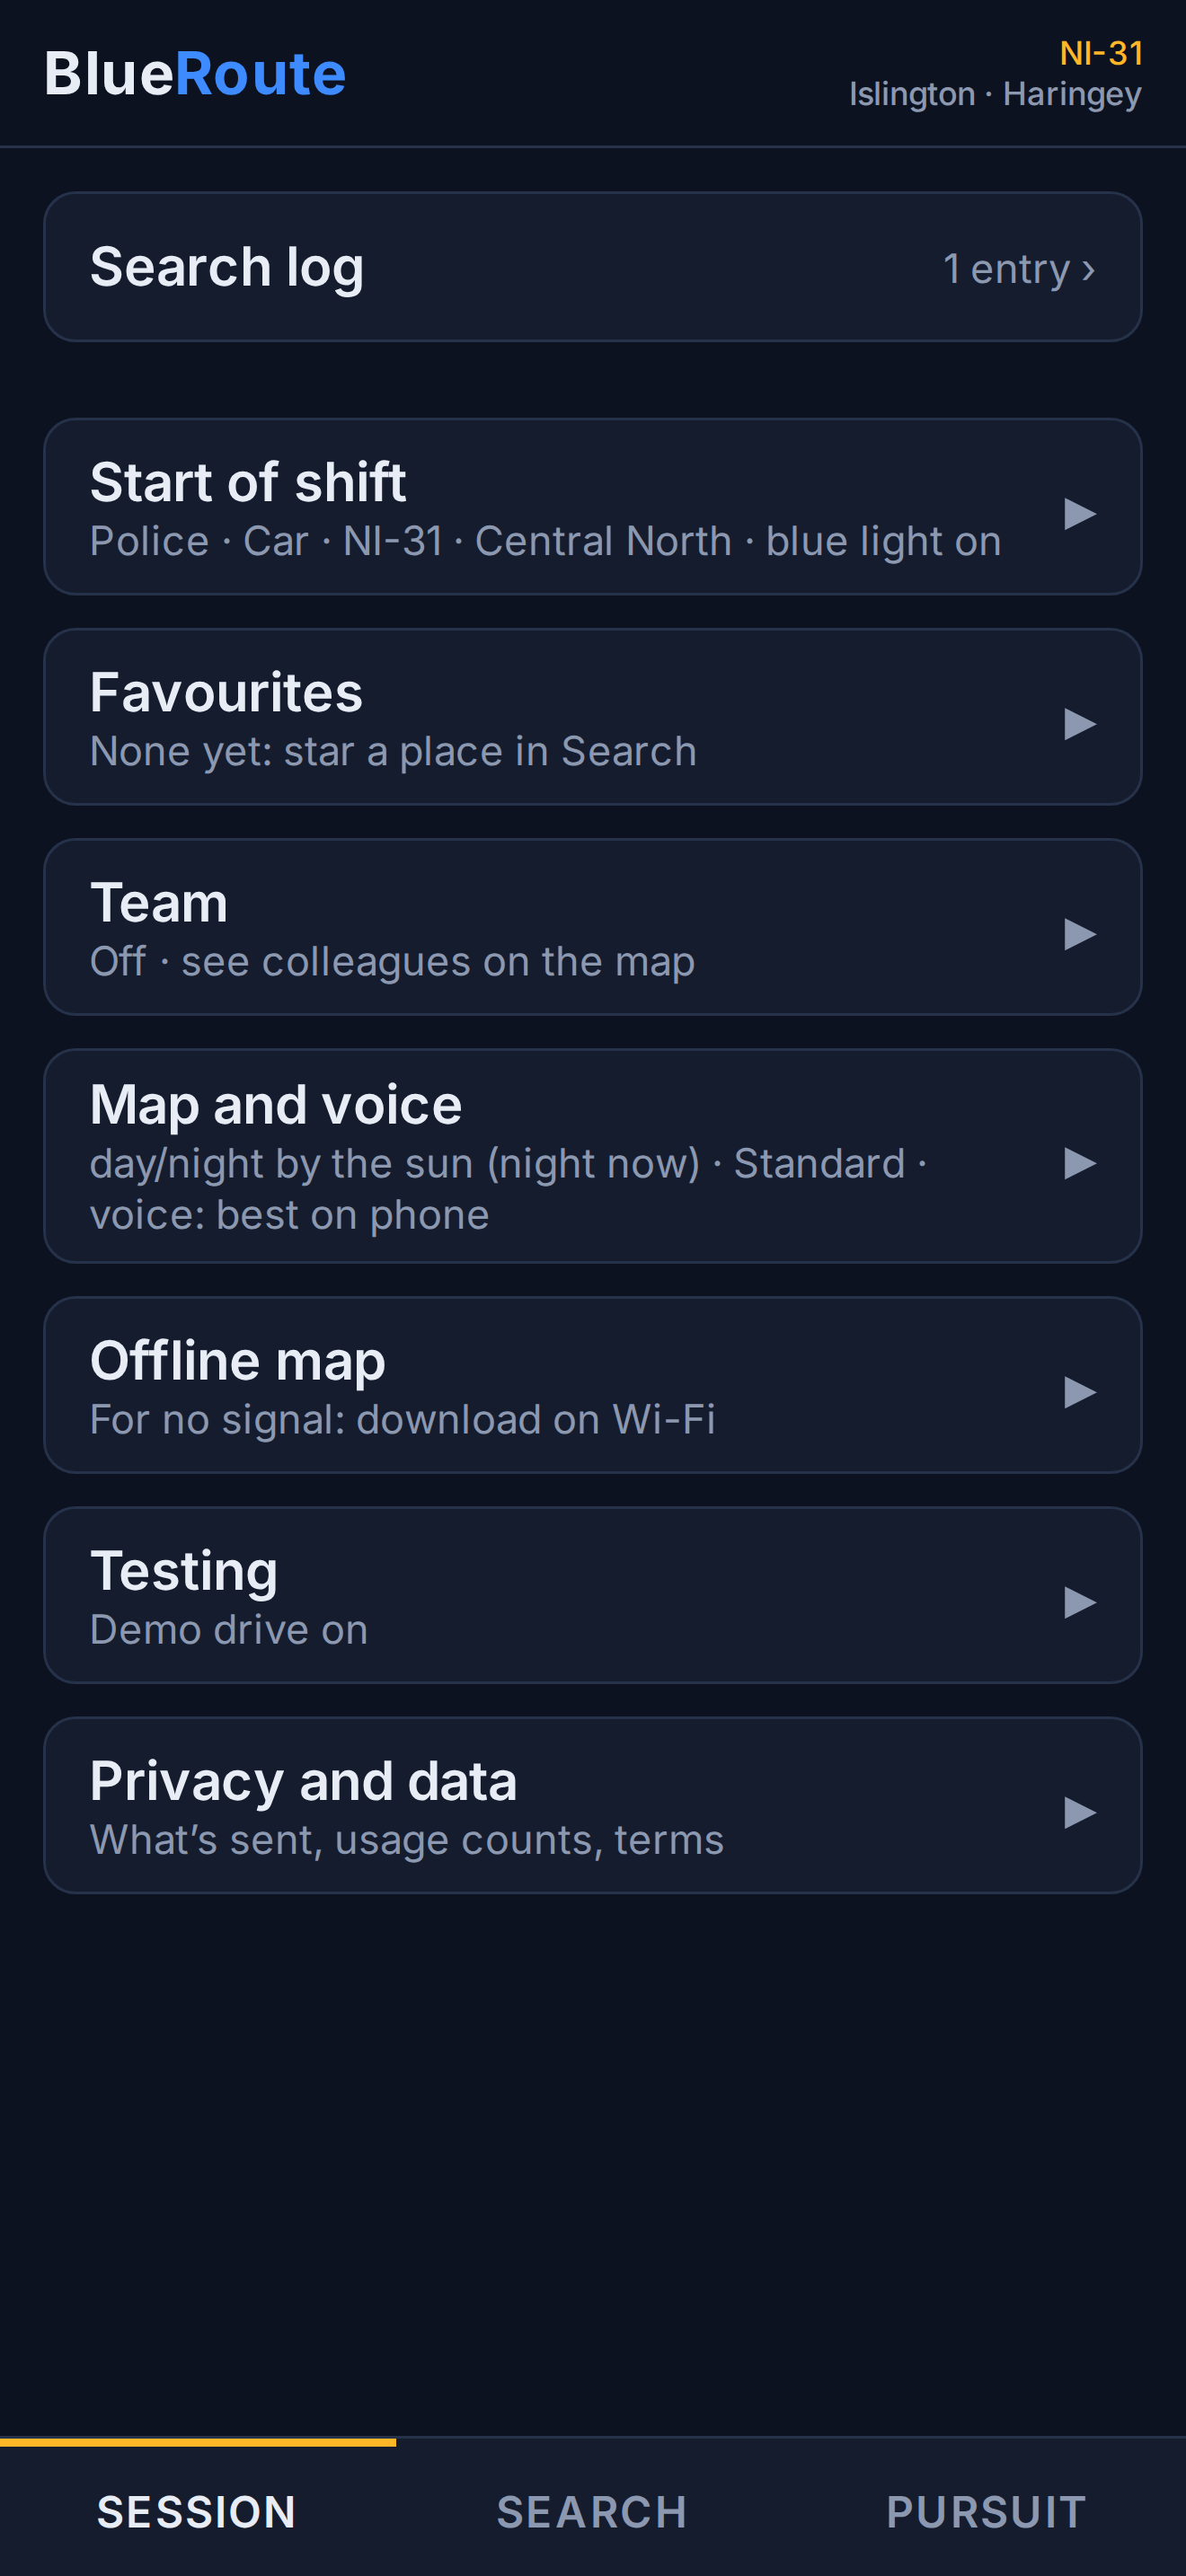 BlueRoute
NI-31
Islington · Haringey
Search log
1 entry ›
Start of shift
Police · Car · NI-31 · Central North · blue light on
▶
Favourites
None yet: star a place in Search
▶
Team
Off · see colleagues on the map
▶
Map and voice
day/night by the sun (night now) · Standard ·
voice: best on phone
▶
Offline map
For no signal: download on Wi-Fi
▶
Testing
Demo drive on
▶
Privacy and data
What’s sent, usage counts, terms
▶
SESSION
SEARCH
PURSUIT